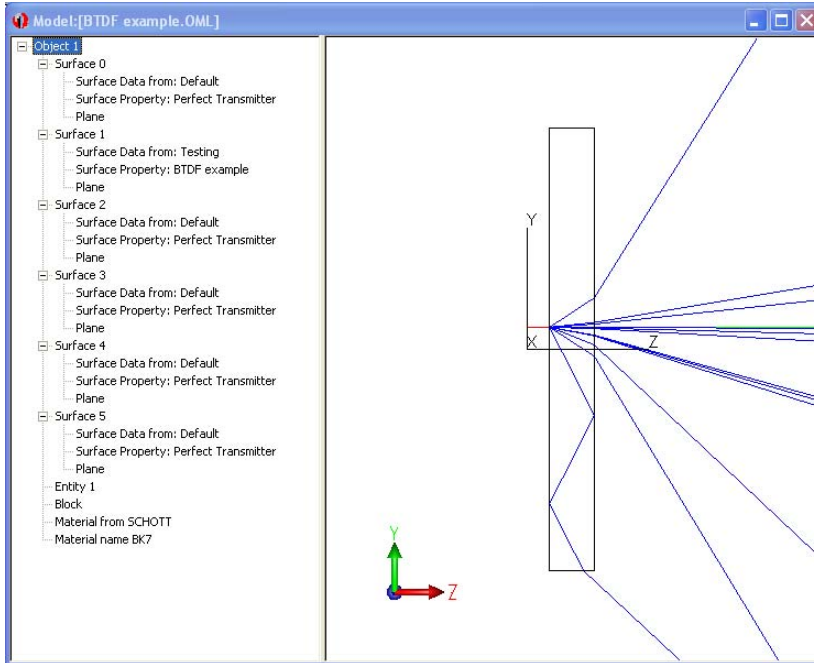 Model:[BTDF example.OML]
Object 1
Surface 0
Surface Data from: Default
Surface Property: Perfect Transmitter
Plane
Surface 1
Surface Data from: Testing
Surface Property: BTDF example
Plane
Surface 2
Surface Data from: Default
Surface Property: Perfect Transmitter
Plane
Surface 3
Surface Data from: Default
Surface Property: Perfect Transmitter
Plane
Surface 4
Surface Data from: Default
Surface Property: Perfect Transmitter
Plane
Surface 5
Surface Data from: Default
Surface Property: Perfect Transmitter
Plane
Entity 1
Block
Material from SCHOTT
Material name BK7
Y
X
Z
Y
Z